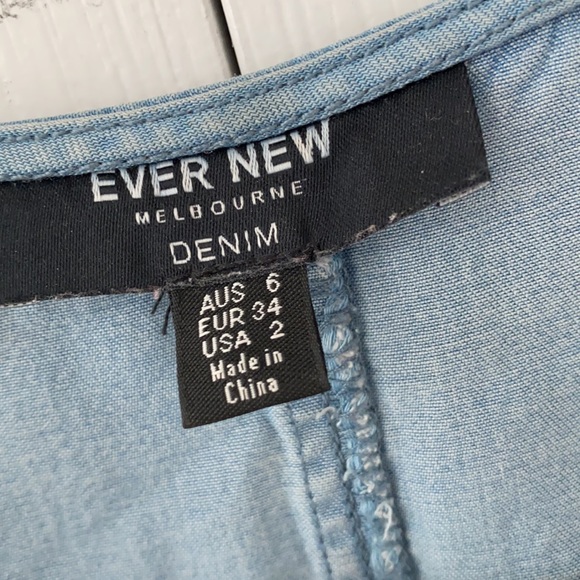 EVER NEW
MELBOURNE
DENIM
AUS 6
EUR 34
USA 2
Made in
China